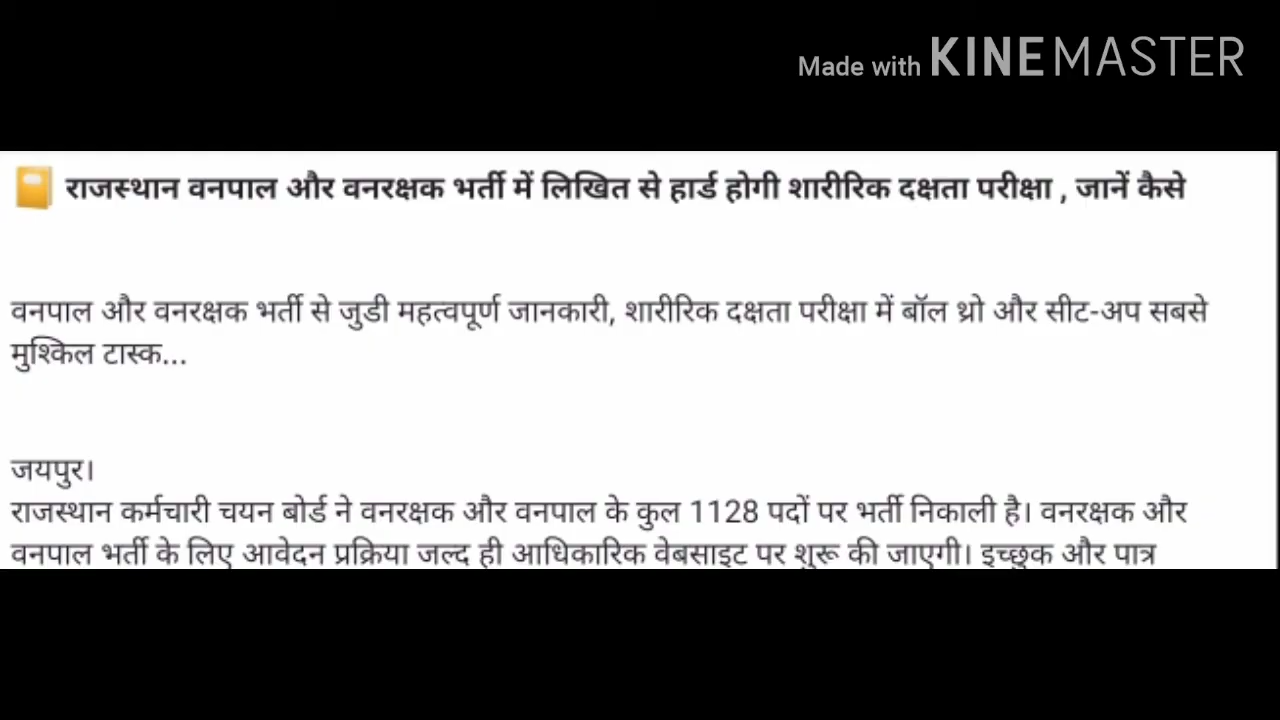 Made with KINEMASTER
राजस्थान वनपाल और वनरक्षक भर्ती में लिखित से हार्ड होगी शारीरिक दक्षता परीक्षा , जानें कैसे
वनपाल और वनरक्षक भर्ती से जुडी महत्वपूर्ण जानकारी, शारीरिक दक्षता परीक्षा में बॉल थ्रो और सीट-अप सबसे
मुश्किल टास्क...
जयपुर।
राजस्थान कर्मचारी चयन बोर्ड ने वनरक्षक और वनपाल के कुल 1128 पदों पर भर्ती निकाली है। वनरक्षक और
वनपाल भर्ती के लिए आवेदन प्रक्रिया जल्द ही आधिकारिक वेबसाइट पर शुरू की जाएगी। इच्छुक और पात्र